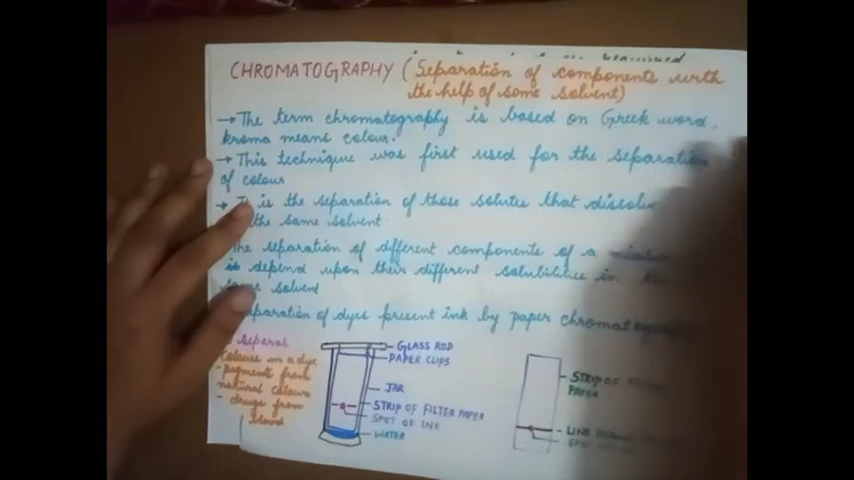 CHROMATOGRAPHY (Separation of components with
the help of some solvent)
→ The term chromatography is based on Greek word.
kroma means colour.
→ This technique was first used for the separation
of colour
→ It is the separation of those solutes that dissolve
the same solvent.
The separation of different components of a
is depend upon their different solubilities in
same solvent
separation of dyes present ink by paper
separat
colours in a dye
- pigments from
natural colours
- drugs from
blood
GLASS ROD
PAPER CLIPS
JAR
STRIP OF FILTER PAPER
SPOT OF INK
WATER
STRIP OF
PAPER
LINE
SPOT